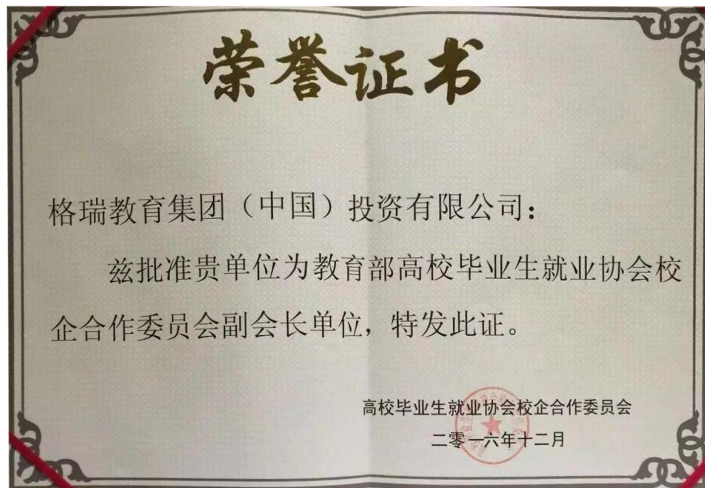 荣誉证书
格瑞教育集团（中国）投资有限公司：
兹批准贵单位为教育部高校毕业生就业协会校
企合作委员会副会长单位，特发此证。
高校毕业生就业协会校企合作委员会
二零一六年十二月